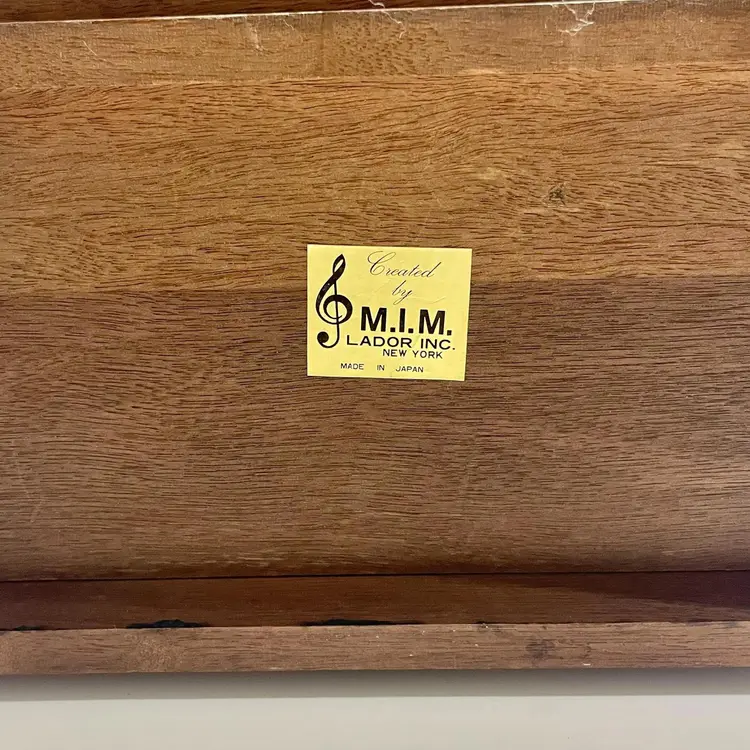 Created
by
M.I.M.
LADOR INC.
NEW YORK
MADE IN JAPAN